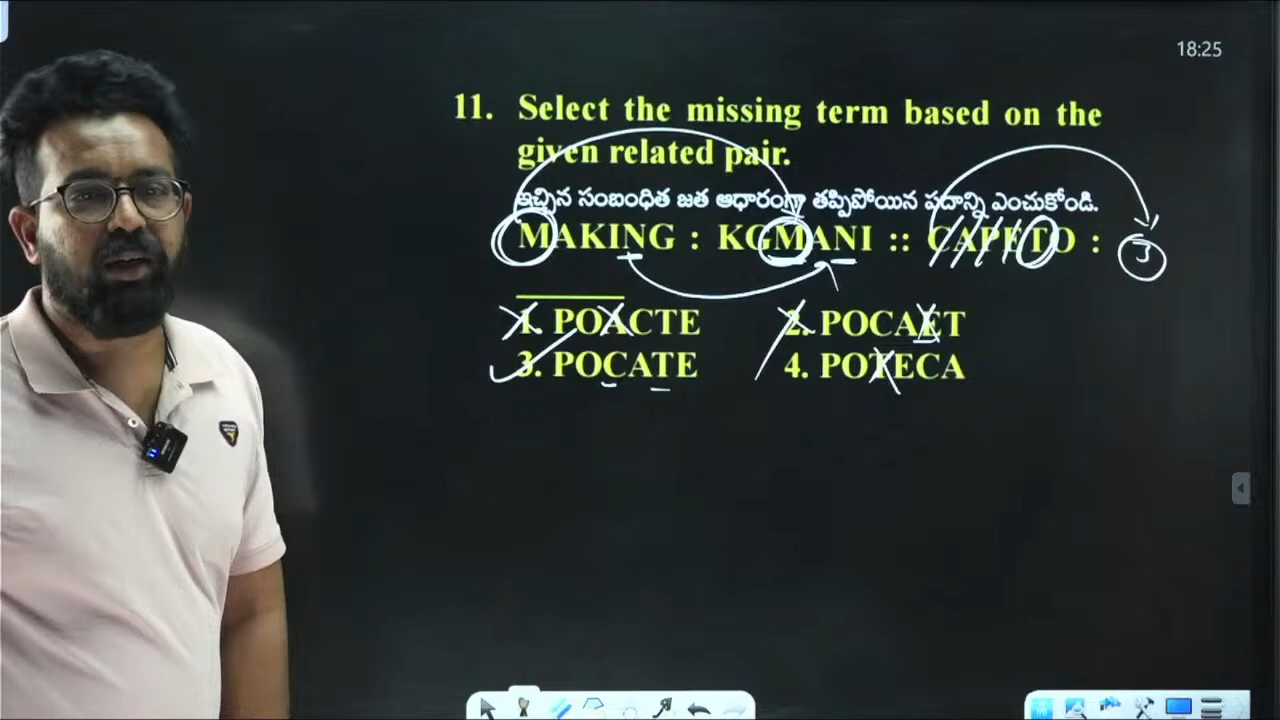 18:25
11. Select the missing term based on the
given related pair.
ఇచ్చిన సంబంధిత జత ఆధారంగా తప్పిపోయిన పదాన్ని ఎంచుకోండి.
MAKING : KGMANI :: CAPETO : 3
1. POACTE 2. POCAET
3. POCATE 4. POTECA